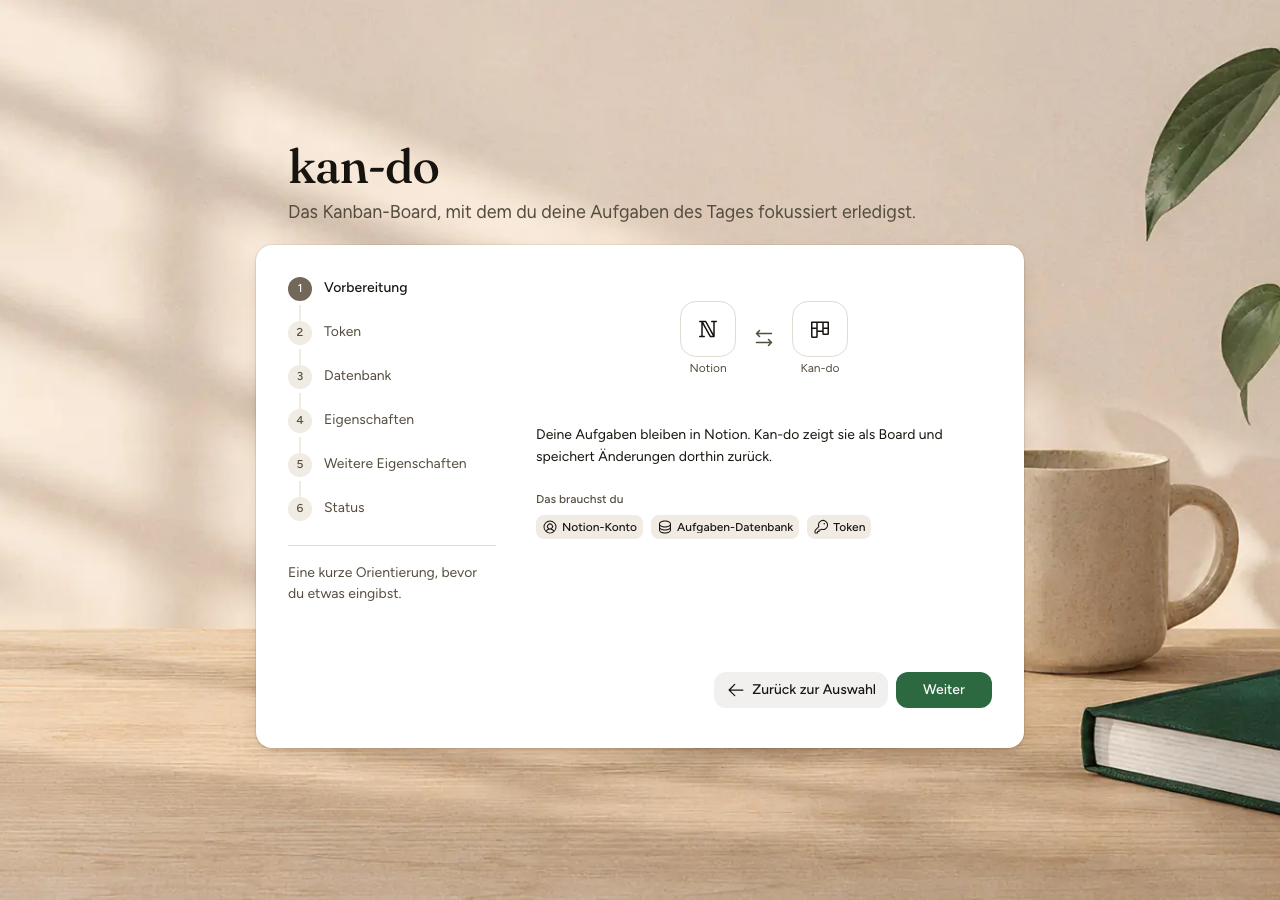 kan-do
Das Kanban-Board, mit dem du deine Aufgaben des Tages fokussiert erledigst.
1 Vorbereitung
2 Token
3 Datenbank
4 Eigenschaften
5 Weitere Eigenschaften
6 Status
Eine kurze Orientierung, bevor
du etwas eingibst.
Notion
Kan-do
Deine Aufgaben bleiben in Notion. Kan-do zeigt sie als Board und
speichert Änderungen dorthin zurück.
Das brauchst du
Notion-Konto Aufgaben-Datenbank Token
Zurück zur Auswahl Weiter